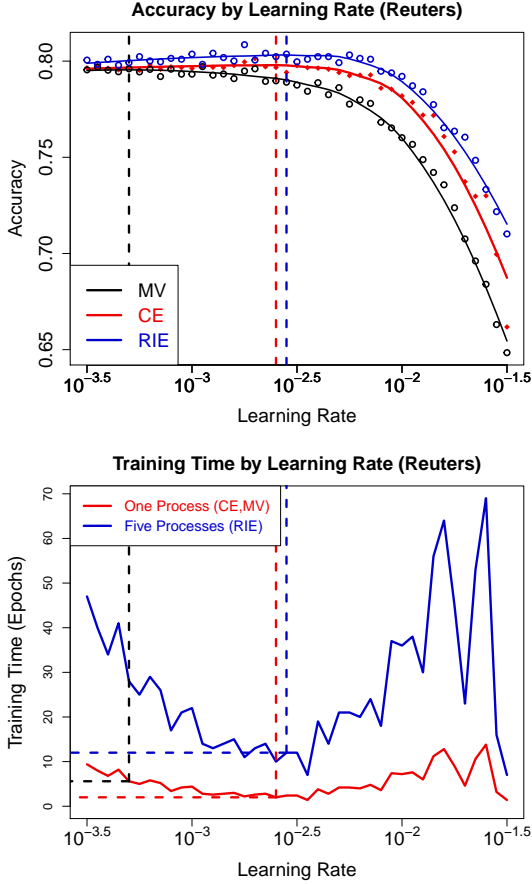 Accuracy by Learning Rate (Reuters)
Accuracy
0.80
0.75
0.70
0.65
MV
CE
RIE
10^−3.5 10^−3 10^−2.5 10^−2 10^−1.5
Learning Rate
Training Time by Learning Rate (Reuters)
Training Time (Epochs)
70
60
50
40
30
20
10
0
One Process (CE,MV)
Five Processes (RIE)
10^−3.5 10^−3 10^−2.5 10^−2 10^−1.5
Learning Rate